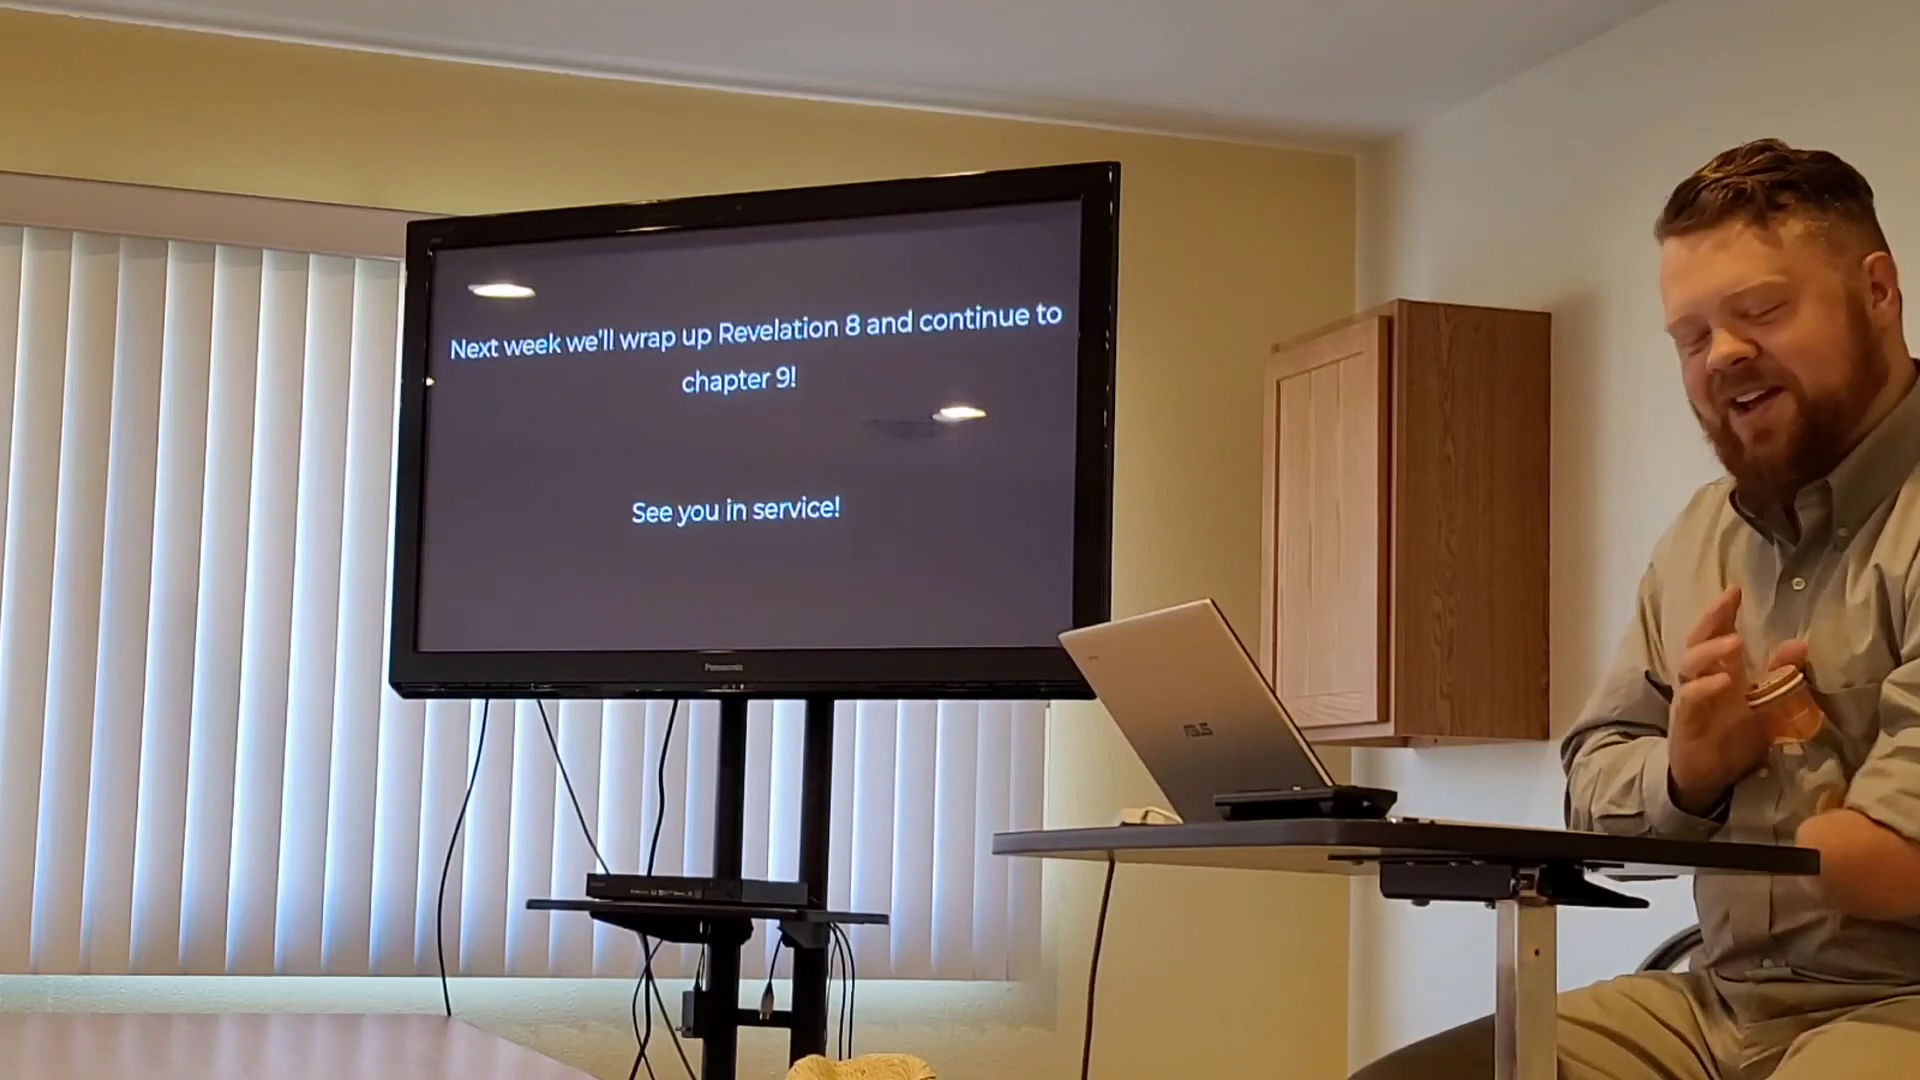 Next week we'll wrap up Revelation 8 and continue to
chapter 9!
See you in service!
Panasonic
ASUS